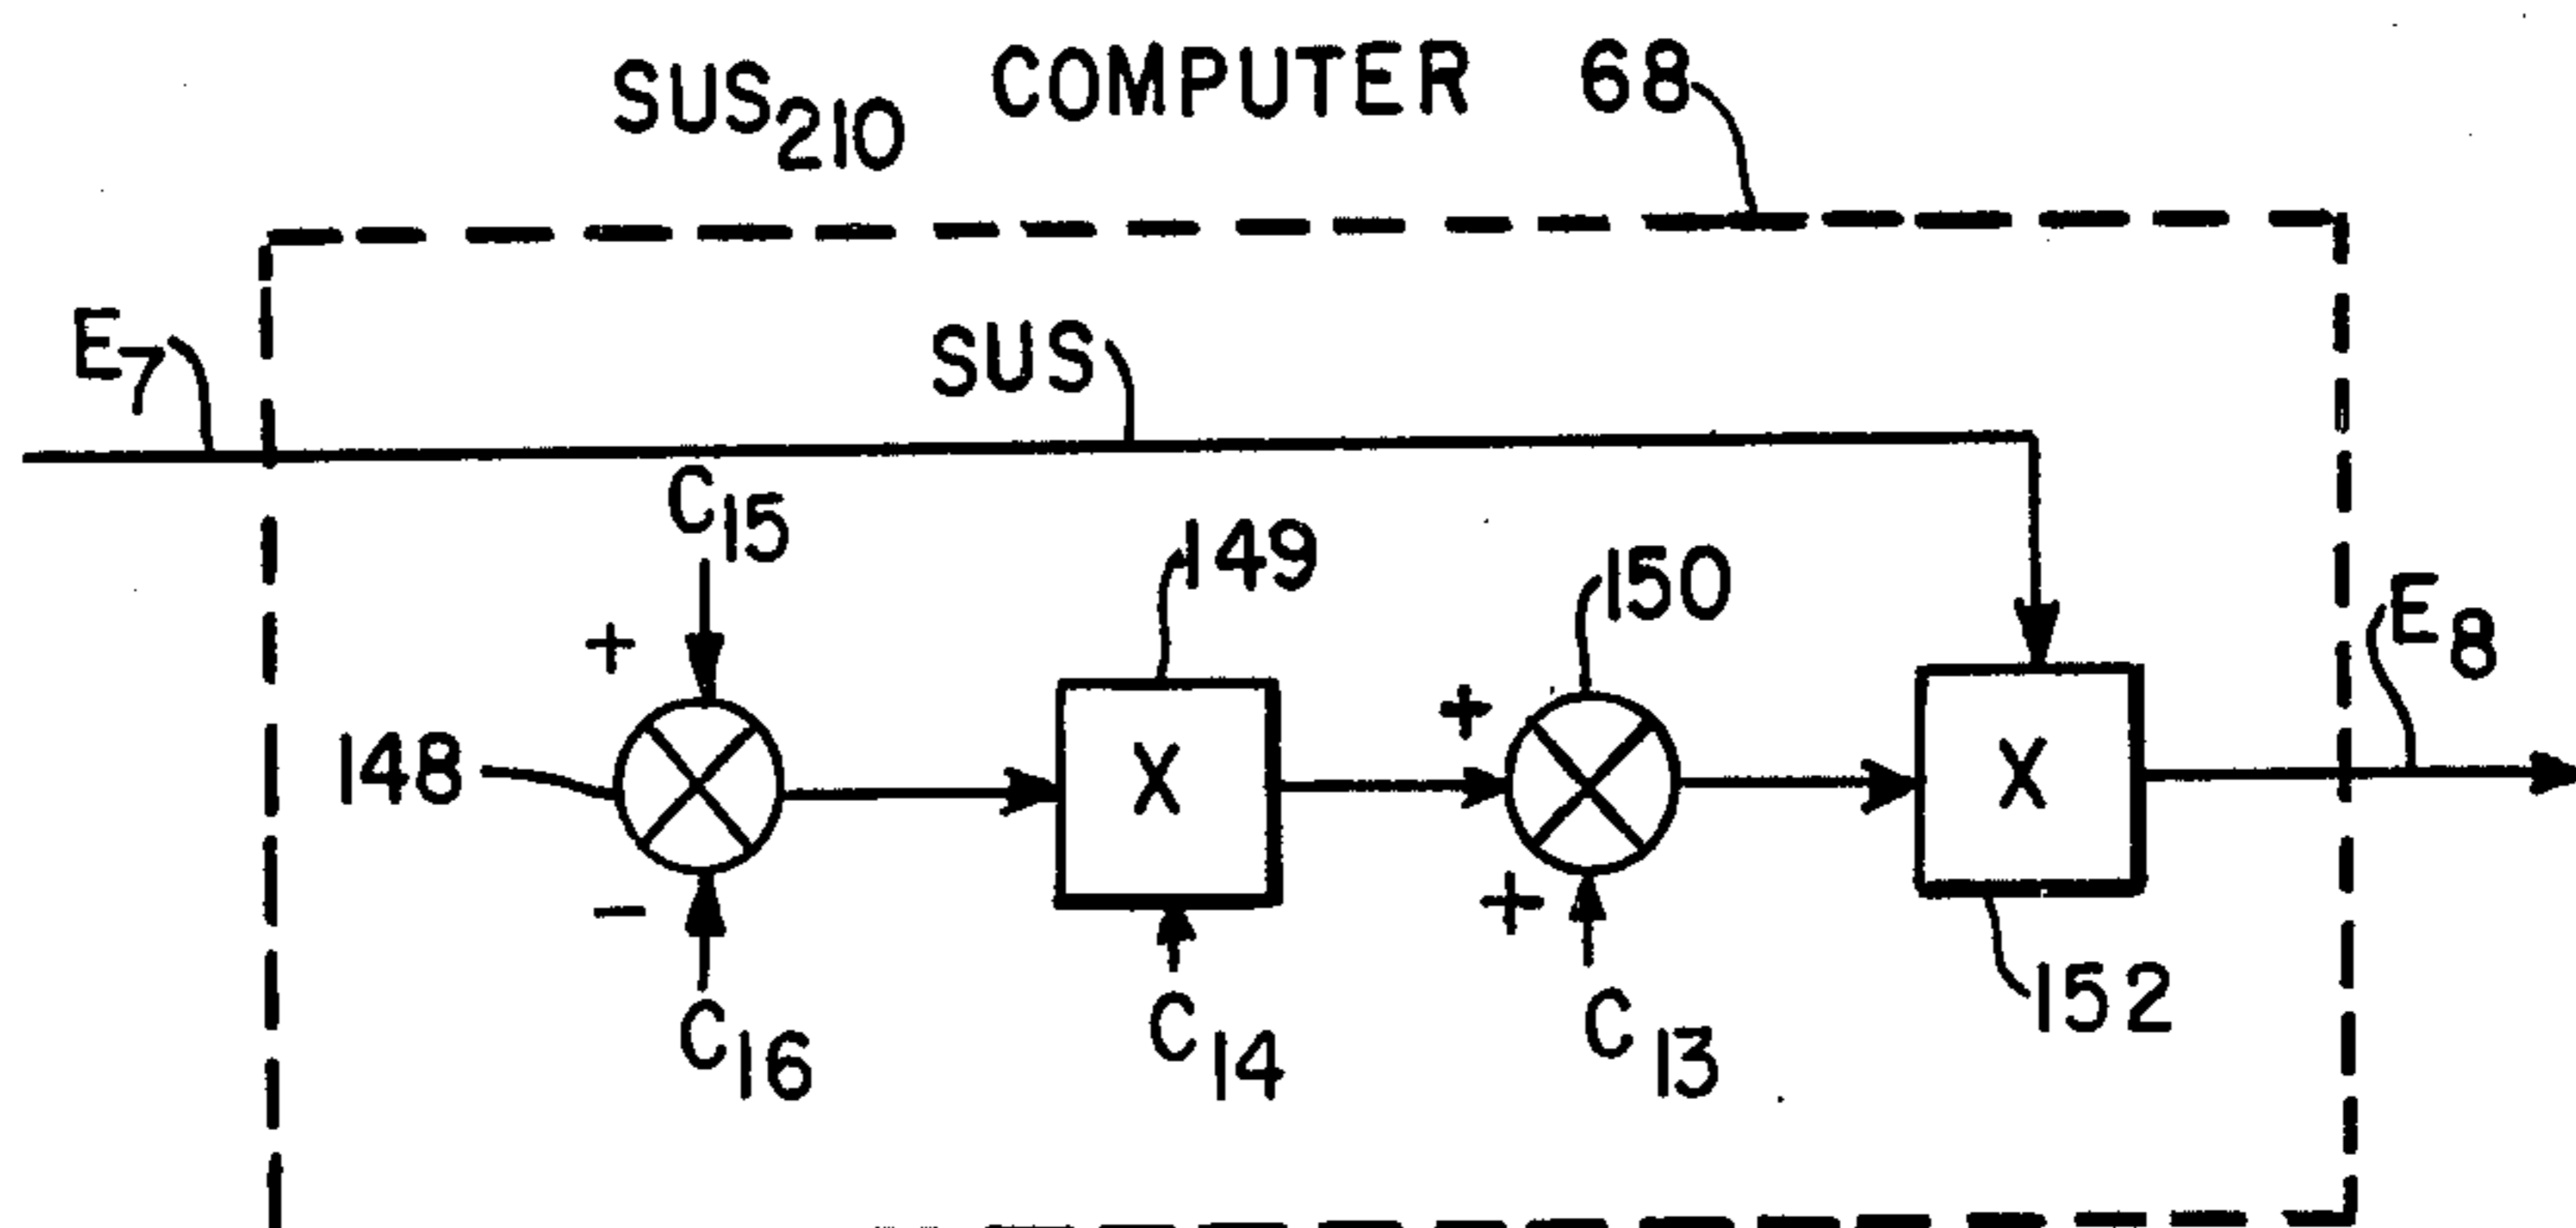 SUS210 COMPUTER 68
E7
SUS
C15
149
150
E8
+
+
148
X
X
-
+
C16
C14
C13
152